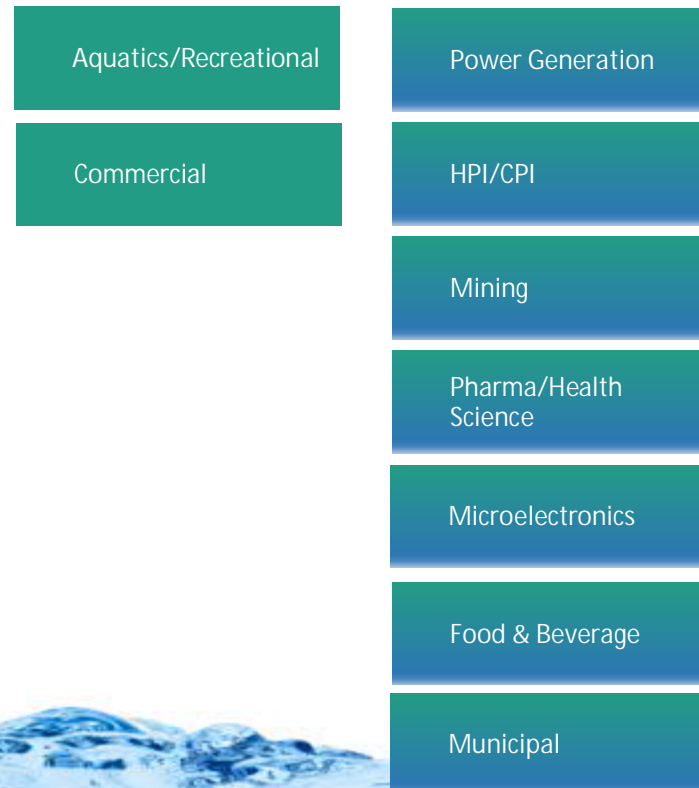 Aquatics/Recreational
Commercial
Power Generation
HPI/CPI
Mining
Pharma/Health
Science
Microelectronics
Food & Beverage
Municipal